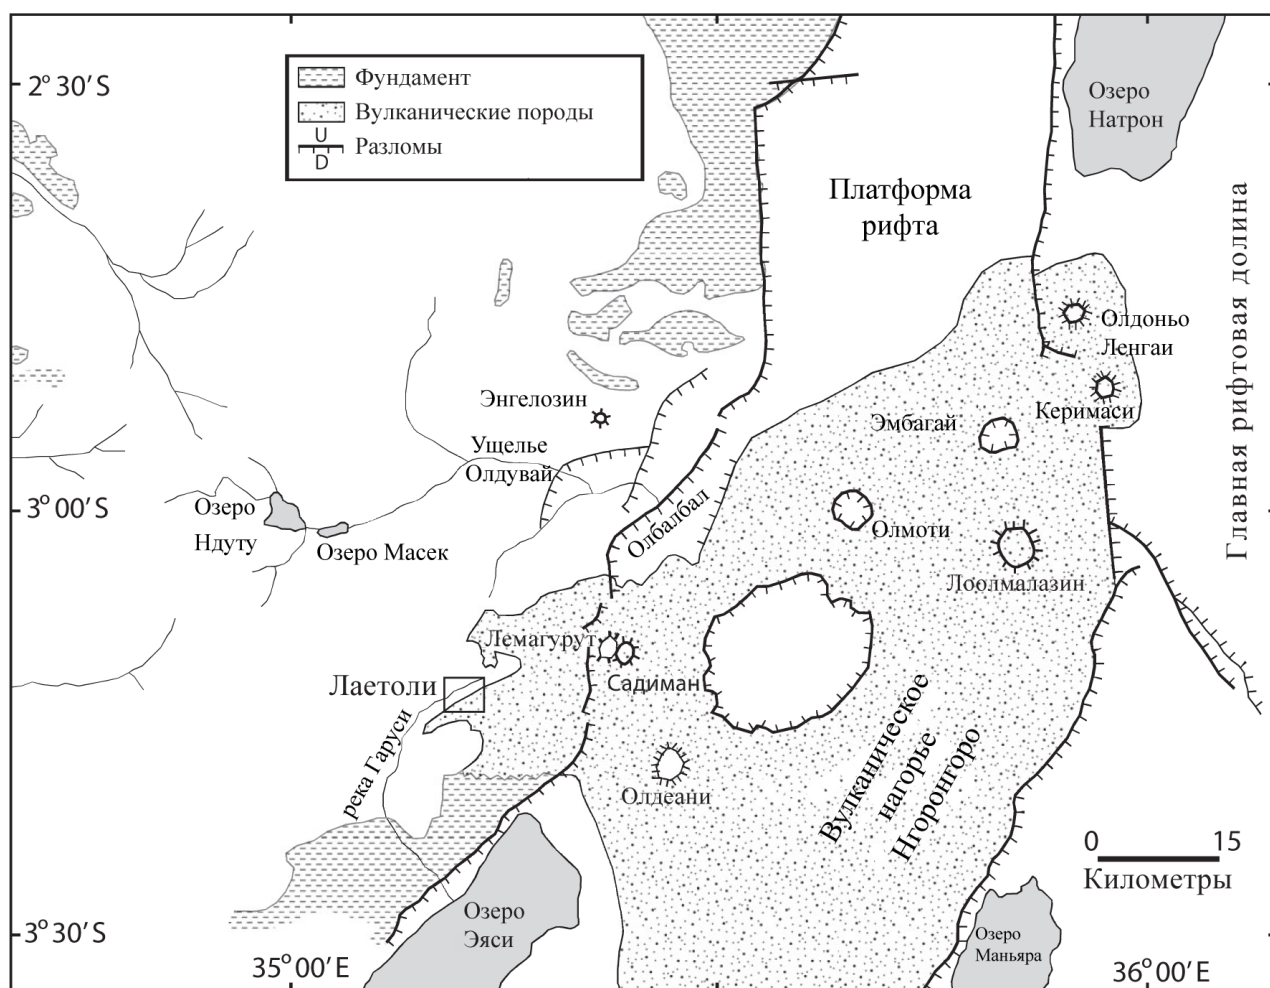 2°30′S
Фундамент
Вулканические породы
U
D
Разломы
Озеро
Натрон
Платформа
рифта
Главная рифтовая долина
Олдоньо
Ленгаи
Керимаси
Эмбагай
Энгелозин
Ущелье
Олдувай
3°00′S
Озеро
Ндуту
Озеро Масек
Олбалбал
Олмоти
Лоолмалазин
Лемагурут
Садиман
Лаетоли
река Гаруси
Олдеани
Вулканическое
нагорье
Нгоронгоро
0 15
Километры
Озеро
Эяси
Озеро
Маньяра
3°30′S
35°00′E
36°00′E